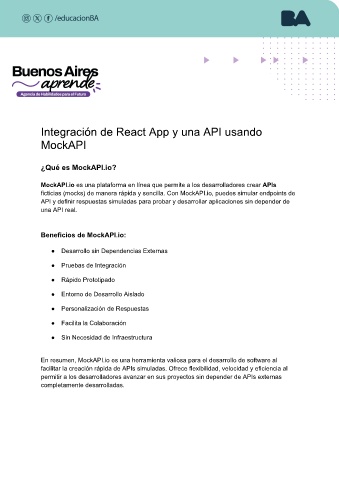 /educacionBA
BA
Buenos Aires
aprende
Agencia de Habilidades para el Futuro
Integración de React App y una API usando
MockAPI
¿Qué es MockAPI.io?
MockAPI.io es una plataforma en línea que permite a los desarrolladores crear APIs
ficticias (mocks) de manera rápida y sencilla. Con MockAPI.io, puedes simular endpoints de
API y definir respuestas simuladas para probar y desarrollar aplicaciones sin depender de
una API real.
Beneficios de MockAPI.io:
● Desarrollo sin Dependencias Externas
● Pruebas de Integración
● Rápido Prototipado
● Entorno de Desarrollo Aislado
● Personalización de Respuestas
● Facilita la Colaboración
● Sin Necesidad de Infraestructura
En resumen, MockAPI.io es una herramienta valiosa para el desarrollo de software al
facilitar la creación rápida de APIs simuladas. Ofrece flexibilidad, velocidad y eficiencia al
permitir a los desarrolladores avanzar en sus proyectos sin depender de APIs externas
completamente desarrolladas.